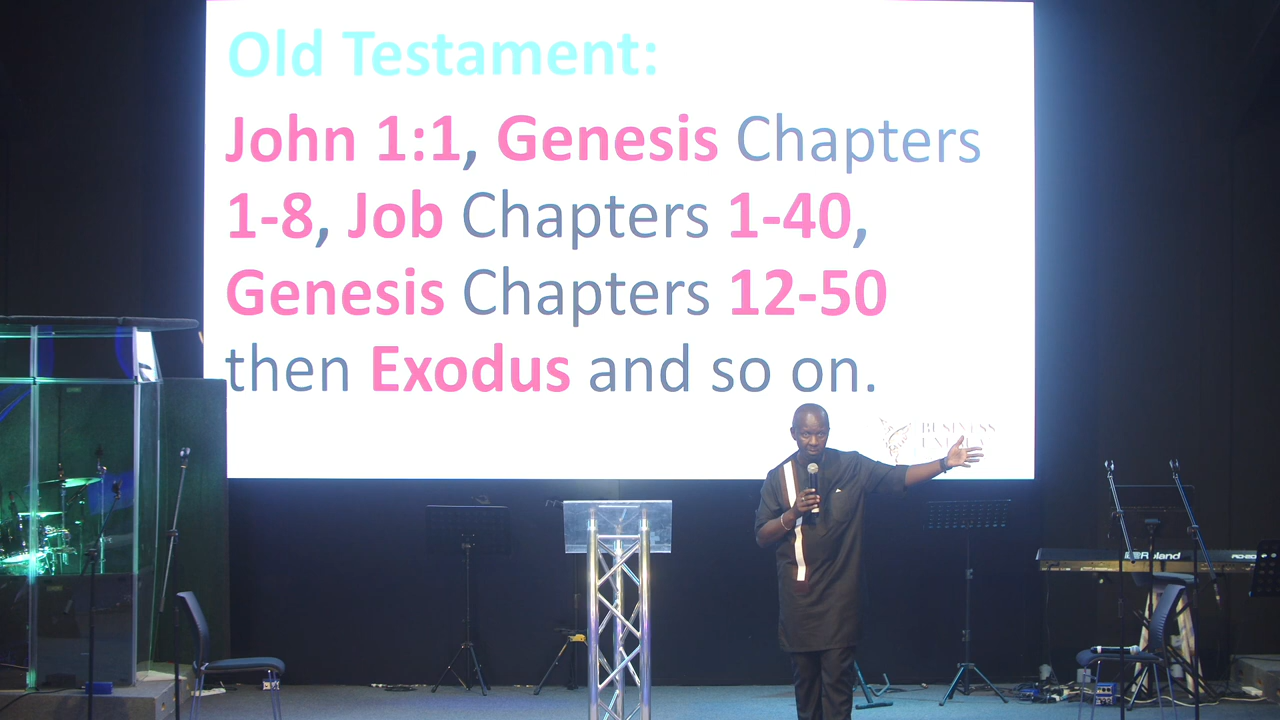 Old Testament:
John 1:1, Genesis Chapters
1-8, Job Chapters 1-40,
Genesis Chapters 12-50
then Exodus and so on.
BUSINESS
Roland